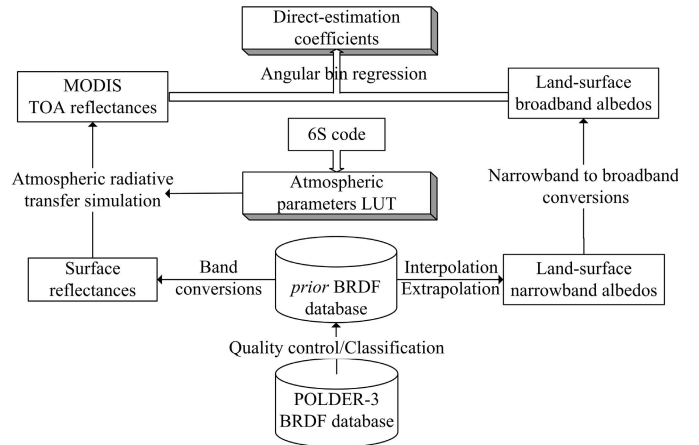 Direct-estimation
coefficients
Angular bin regression
MODIS
TOA reflectances
Land-surface
broadband albedos
6S code
Atmospheric radiative
transfer simulation
Atmospheric
parameters LUT
Narrowband to broadband
conversions
Surface
reflectances
Band
conversions
prior BRDF
database
Interpolation
Extrapolation
Land-surface
narrowband albedos
Quality control/Classification
POLDER-3
BRDF database